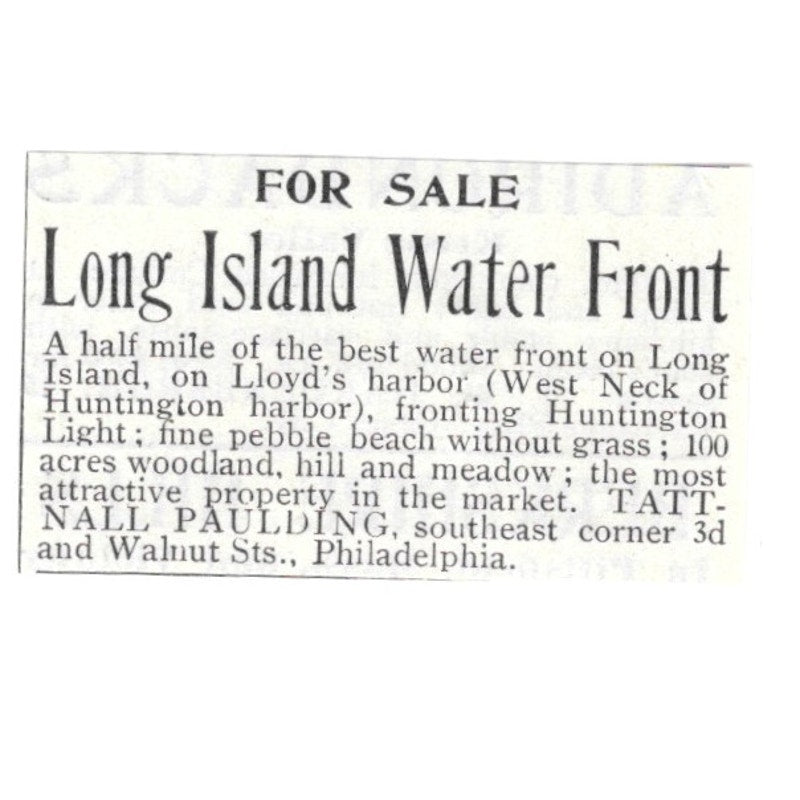 FOR SALE
Long Island Water Front
A half mile of the best water front on Long
Island, on Lloyd's harbor (West Neck of
Huntington harbor), fronting Huntington
Light; fine pebble beach without grass; 100
acres woodland, hill and meadow; the most
attractive property in the market. TATT-
NALL PAULDING, southeast corner 3d
and Walnut Sts., Philadelphia.